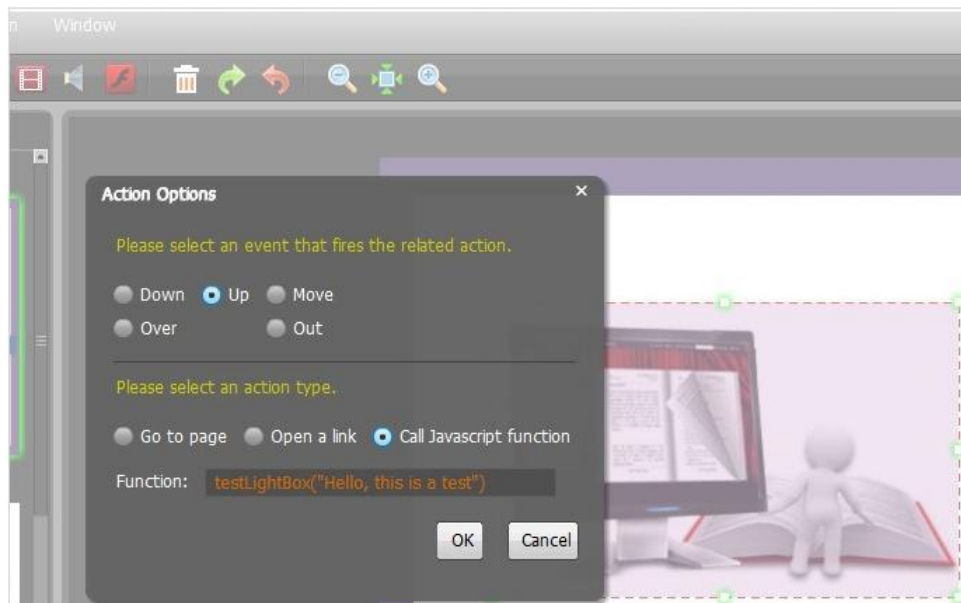 n Window
Action Options
Please select an event that fires the related action.
Down Up Move
Over Out
Please select an action type.
Go to page Open a link Call Javascript function
Function: testLightBox("Hello, this is a test")
OK Cancel